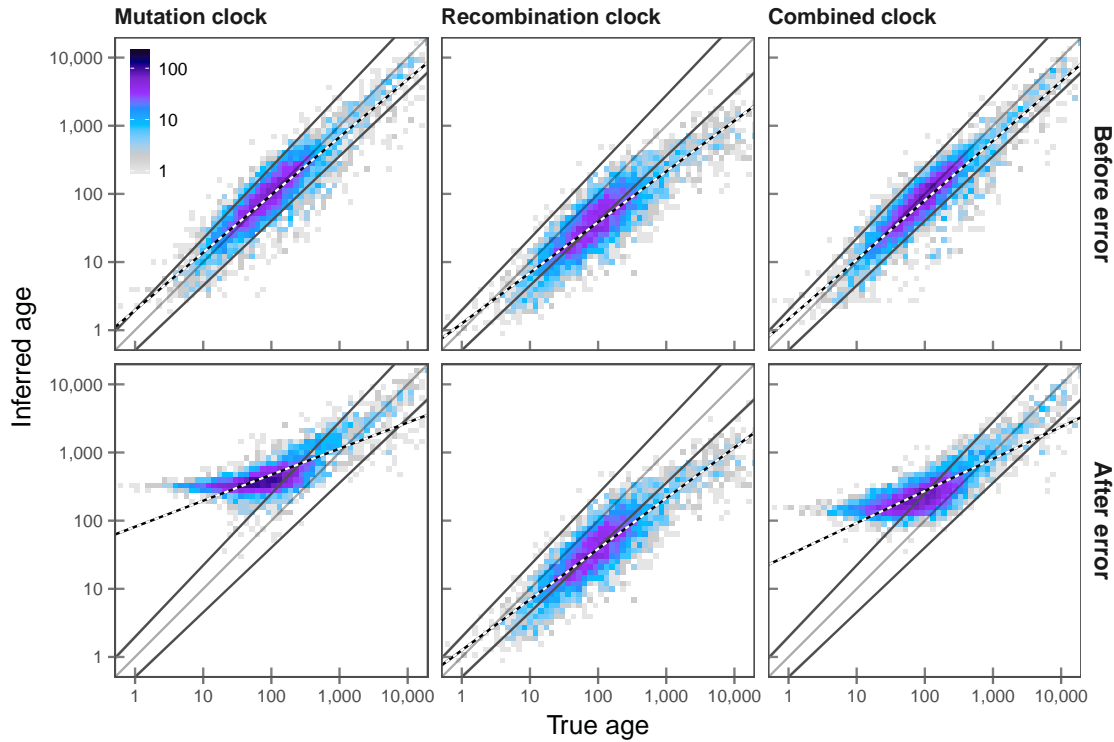 Mutation clock
Recombination clock
Combined clock
10,000
1,000
100
10
1
100
10
1
Before error
Inferred age
10,000
1,000
100
10
1
After error
1 10 100 1,000 10,000
1 10 100 1,000 10,000
1 10 100 1,000 10,000
True age